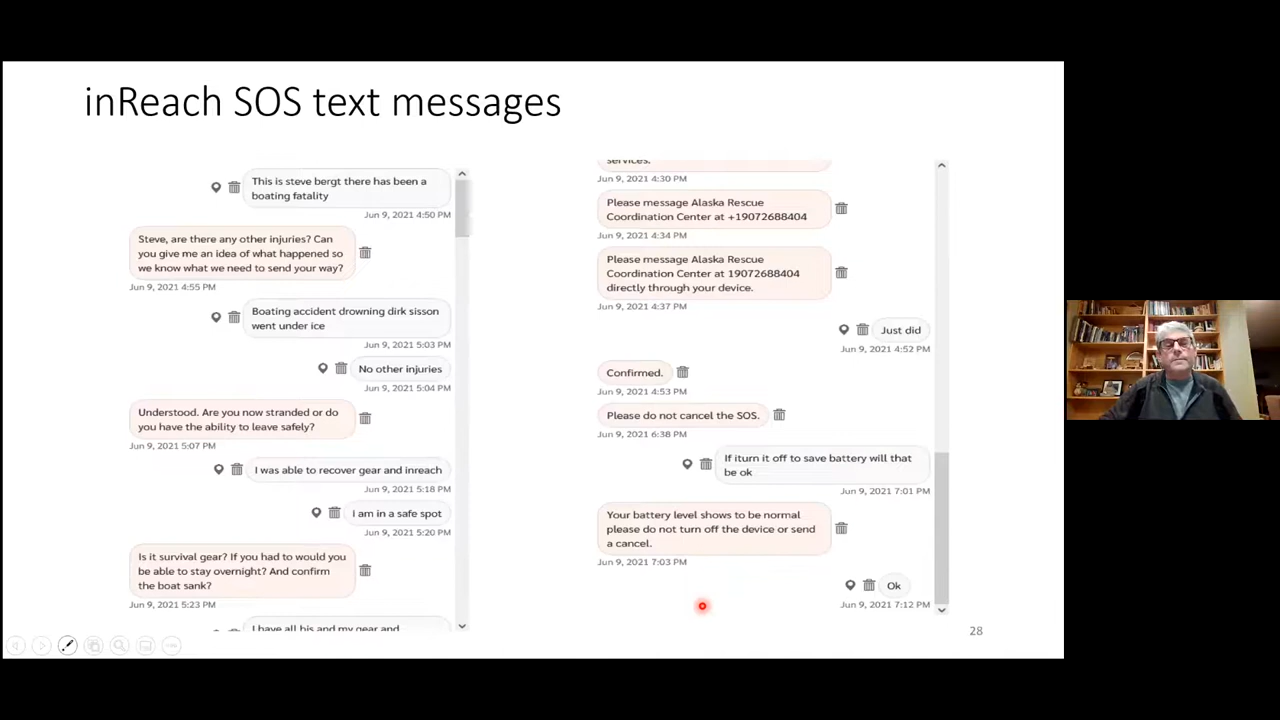 inReach SOS text messages
This is steve bergt there has been a
boating fatality
Jun 9, 2021 4:50 PM
Steve, are there any other injuries? Can
you give me an idea of what happened so
we know what we need to send your way?
Jun 9, 2021 4:55 PM
Boating accident drowning dirk sisson
went under ice
Jun 9, 2021 5:03 PM
No other injuries
Jun 9, 2021 5:04 PM
Understood. Are you now stranded or do
you have the ability to leave safely?
Jun 9, 2021 5:07 PM
I was able to recover gear and inreach
Jun 9, 2021 5:18 PM
I am in a safe spot
Jun 9, 2021 5:20 PM
Is it survival gear? If you had to would you
be able to stay overnight? And confirm
the boat sank?
Jun 9, 2021 5:23 PM
I have all his and my gear and
services.
Jun 9, 2021 4:30 PM
Please message Alaska Rescue
Coordination Center at +19072688404
Jun 9, 2021 4:34 PM
Please message Alaska Rescue
Coordination Center at 19072688404
directly through your device.
Jun 9, 2021 4:37 PM
Just did
Jun 9, 2021 4:52 PM
Confirmed.
Jun 9, 2021 4:53 PM
Please do not cancel the SOS.
Jun 9, 2021 6:38 PM
If iturn it off to save battery will that
be ok
Jun 9, 2021 7:01 PM
Your battery level shows to be normal
please do not turn off the device or send
a cancel.
Jun 9, 2021 7:03 PM
Ok
Jun 9, 2021 7:12 PM
28